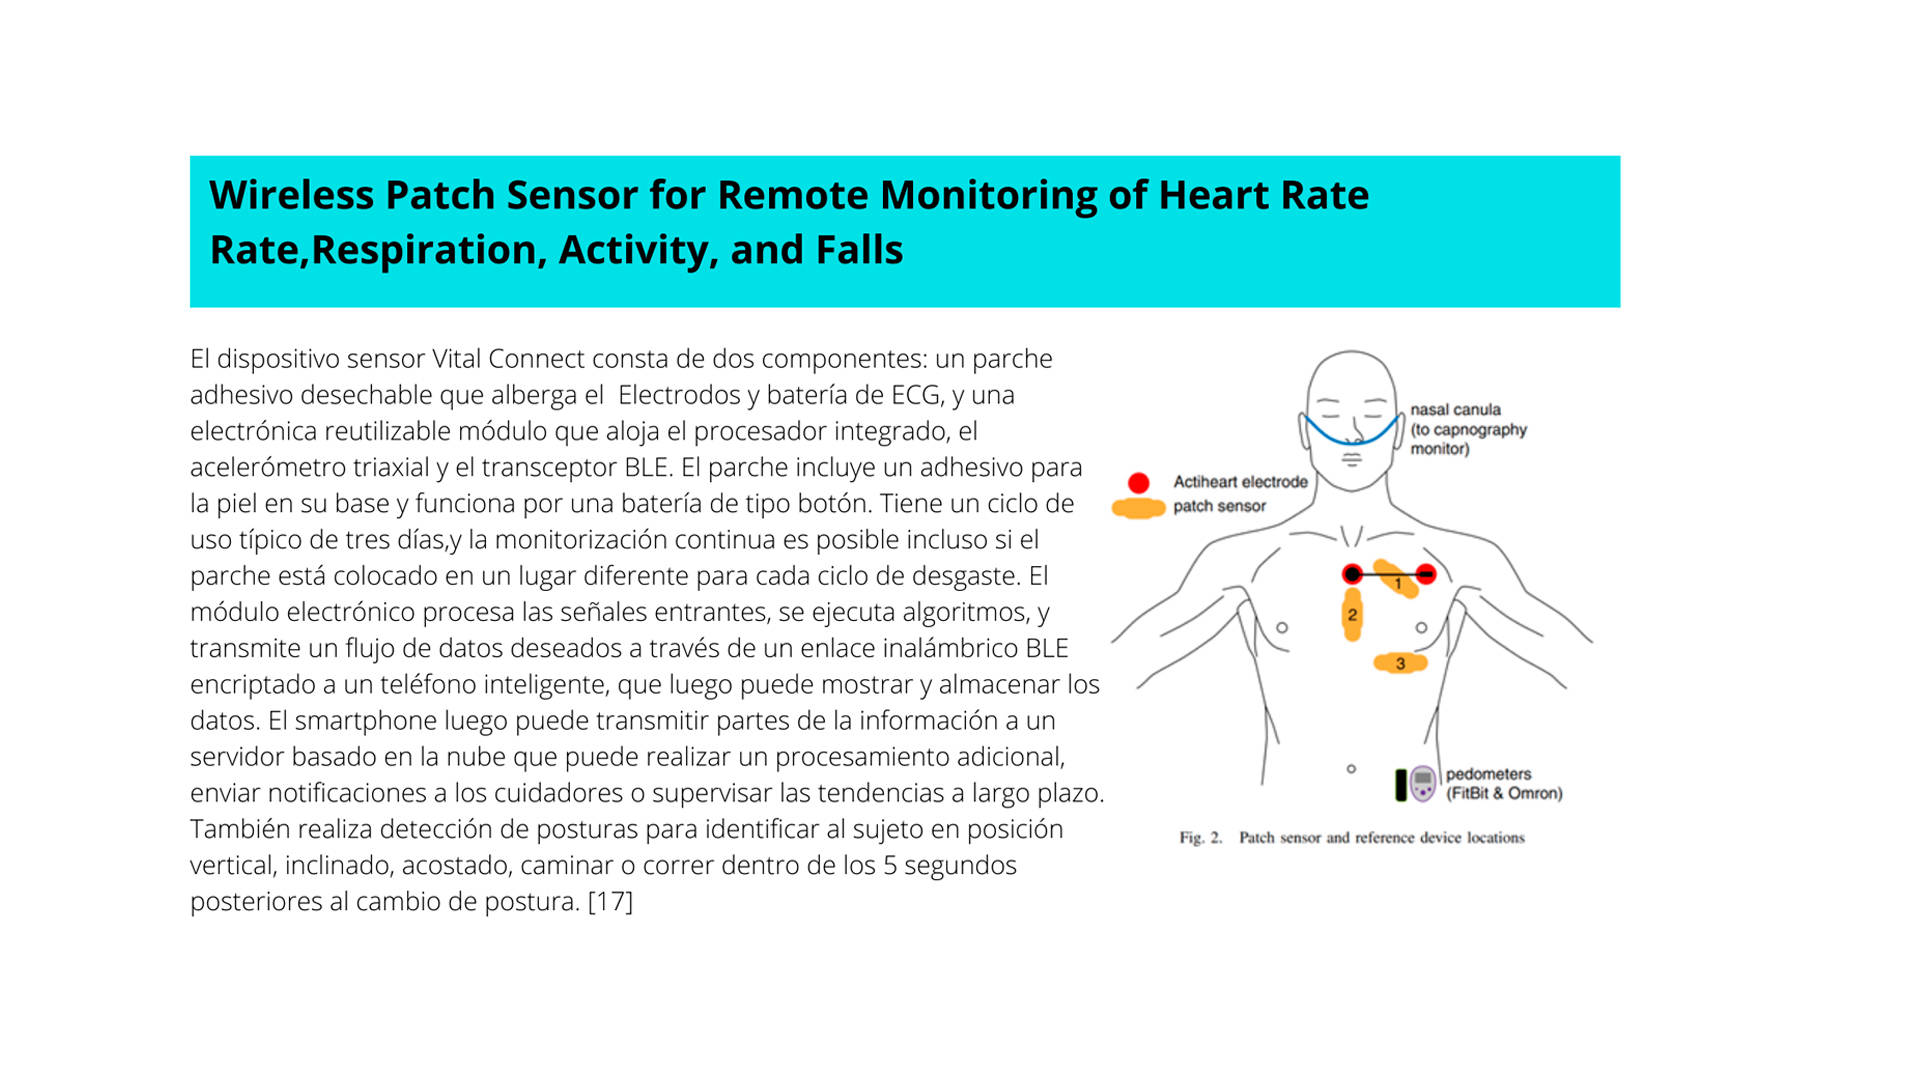 Wireless Patch Sensor for Remote Monitoring of Heart Rate
Rate,Respiration, Activity, and Falls
El dispositivo sensor Vital Connect consta de dos componentes: un parche
adhesivo desechable que alberga el  Electrodos y batería de ECG, y una
electrónica reutilizable módulo que aloja el procesador integrado, el
acelerómetro triaxial y el transceptor BLE. El parche incluye un adhesivo para
la piel en su base y funciona por una batería de tipo botón. Tiene un ciclo de
uso típico de tres días,y la monitorización continua es posible incluso si el
parche está colocado en un lugar diferente para cada ciclo de desgaste. El
módulo electrónico procesa las señales entrantes, se ejecuta algoritmos, y
transmite un flujo de datos deseados a través de un enlace inalámbrico BLE
encriptado a un teléfono inteligente, que luego puede mostrar y almacenar los
datos. El smartphone luego puede transmitir partes de la información a un
servidor basado en la nube que puede realizar un procesamiento adicional,
enviar notificaciones a los cuidadores o supervisar las tendencias a largo plazo.
También realiza detección de posturas para identificar al sujeto en posición
vertical, inclinado, acostado, caminar o correr dentro de los 5 segundos
posteriores al cambio de postura. [17]
nasal canula
(to capnography
monitor)
Actiheart electrode
patch sensor
1
2
3
pedometers
(FitBit & Omron)
Fig. 2. Patch sensor and reference device locations